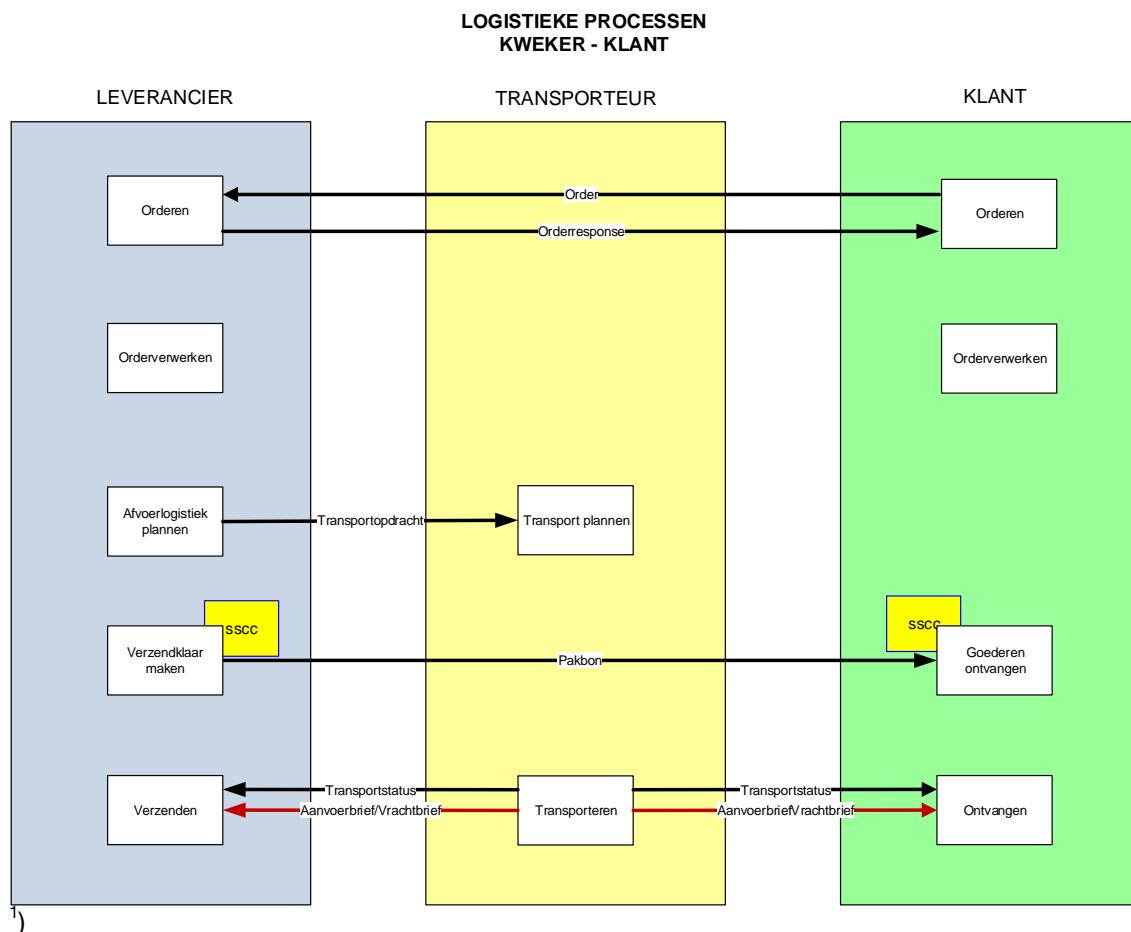 LOGISTIEKE PROCESSEN
KWEKER - KLANT
LEVERANCIER
TRANSPORTEUR
KLANT
Orderen
Order
Orderresponse
Orderen
Orderverwerken
Orderverwerken
Afvoerlogistiek
plannen
Transportopdracht
Transport plannen
sscc
Verzendklaar
maken
Pakbon
sscc
Goederen
ontvangen
Verzenden
Transportstatus
Aanvoerbrief/Vrachtbrief
Transporteren
Transportstatus
AanvoerbriefVrachtbrief
Ontvangen
1)